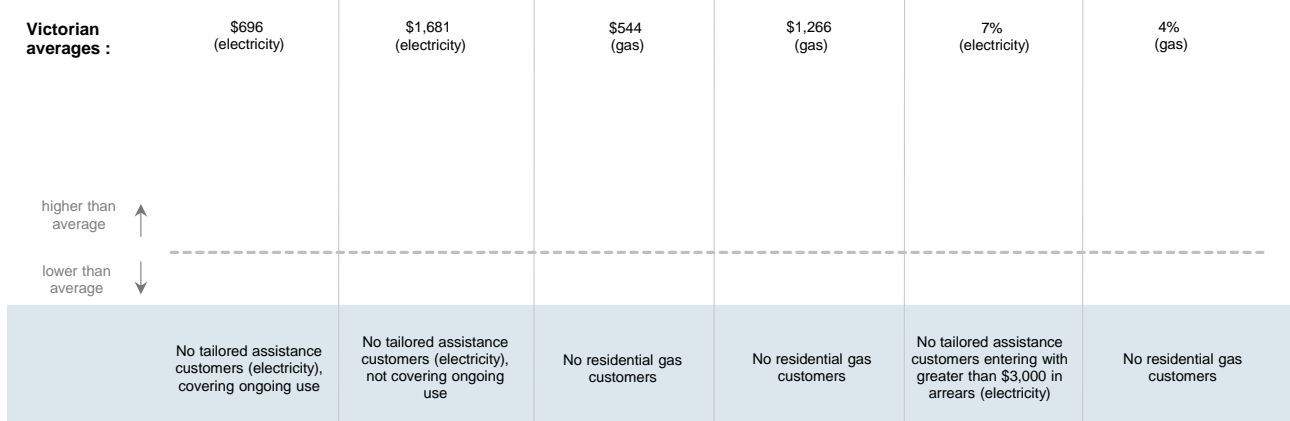 Victorian
averages :
$696
(electricity)
$1,681
(electricity)
$544
(gas)
$1,266
(gas)
7%
(electricity)
4%
(gas)
higher than
average
lower than
average
No tailored assistance
customers (electricity),
covering ongoing use
No tailored assistance
customers (electricity),
not covering ongoing
use
No residential gas
customers
No residential gas
customers
No tailored assistance
customers entering with
greater than $3,000 in
arrears (electricity)
No residential gas
customers